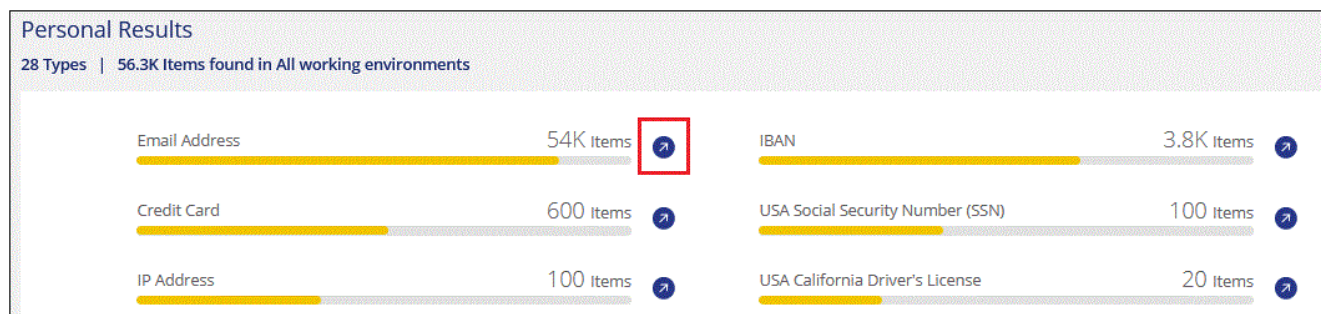 Personal Results
28 Types | 56.3K Items found in All working environments
Email Address 54K Items
IBAN 3.8K Items
Credit Card 600 Items
USA Social Security Number (SSN) 100 Items
IP Address 100 Items
USA California Driver's License 20 Items